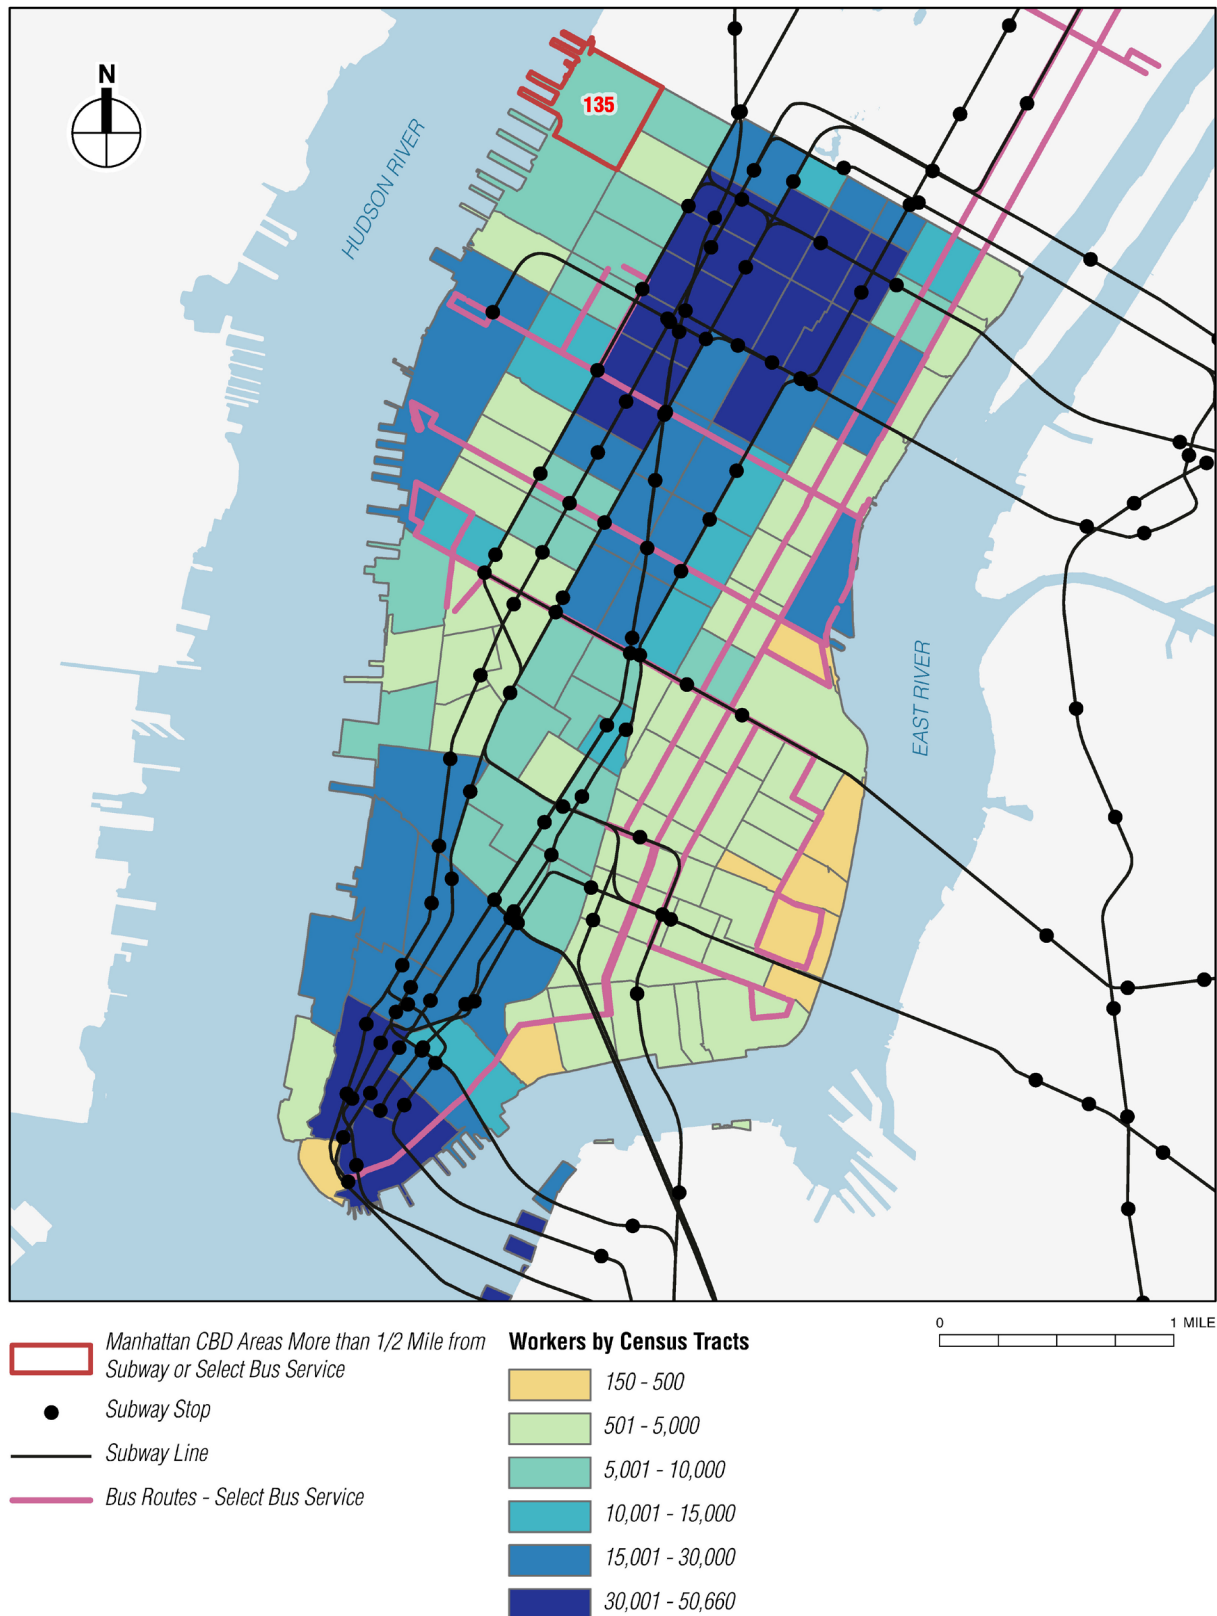 N
135
HUDSON RIVER
EAST RIVER
0 1 MILE
Manhattan CBD Areas More than 1/2 Mile from
Subway or Select Bus Service
Subway Stop
Subway Line
Bus Routes - Select Bus Service
Workers by Census Tracts
150 - 500
501 - 5,000
5,001 - 10,000
10,001 - 15,000
15,001 - 30,000
30,001 - 50,660